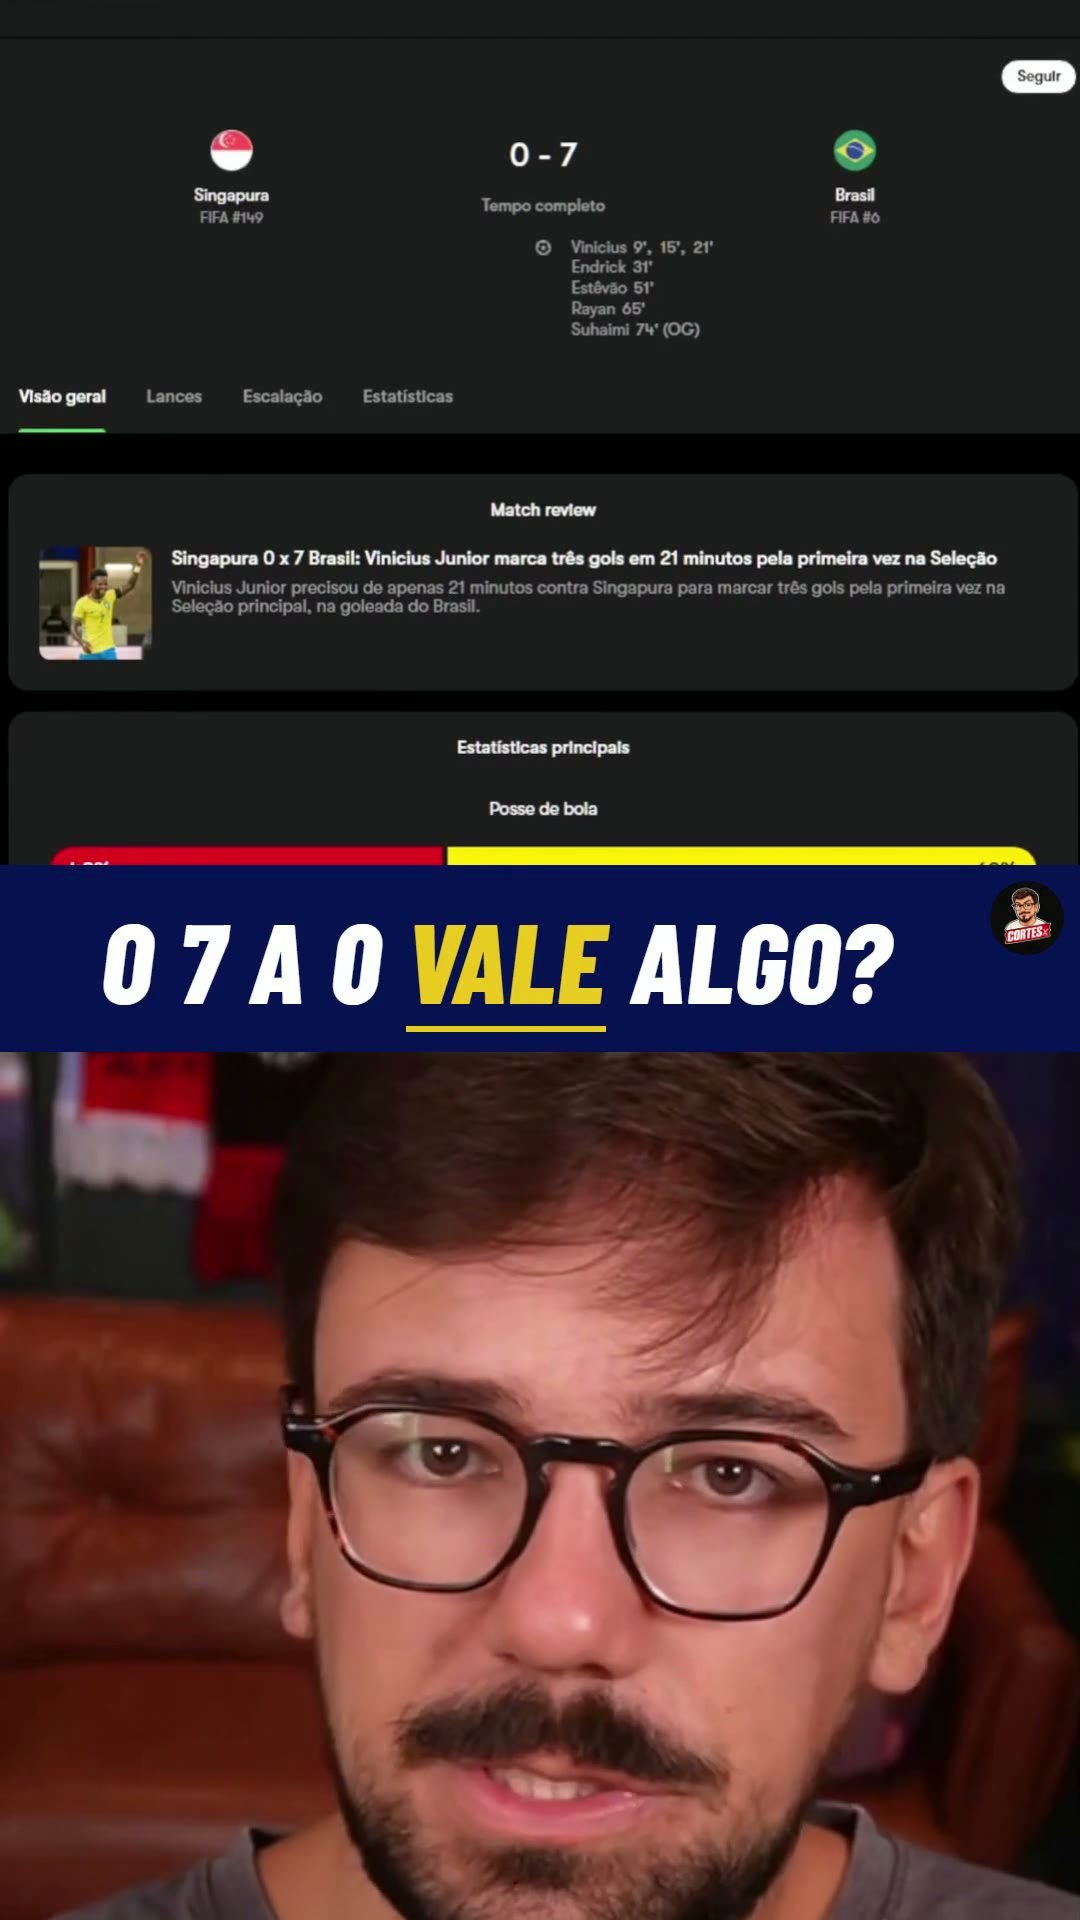 Seguir
Singapura
FIFA #149
0 - 7
Tempo completo
Brasil
FIFA #6
Vinicius 9', 15', 21'
Endrick 31'
Estêvão 51'
Rayan 65'
Suhaimi 74' (OG)
Visão geral
Lances
Escalação
Estatísticas
Match review
Singapura 0 x 7 Brasil: Vinicius Junior marca três gols em 21 minutos pela primeira vez na Seleção
Vinicius Junior precisou de apenas 21 minutos contra Singapura para marcar três gols pela primeira vez na
Seleção principal, na goleada do Brasil.
Estatísticas principais
Posse de bola
O 7 A 0 VALE ALGO?
CORTES